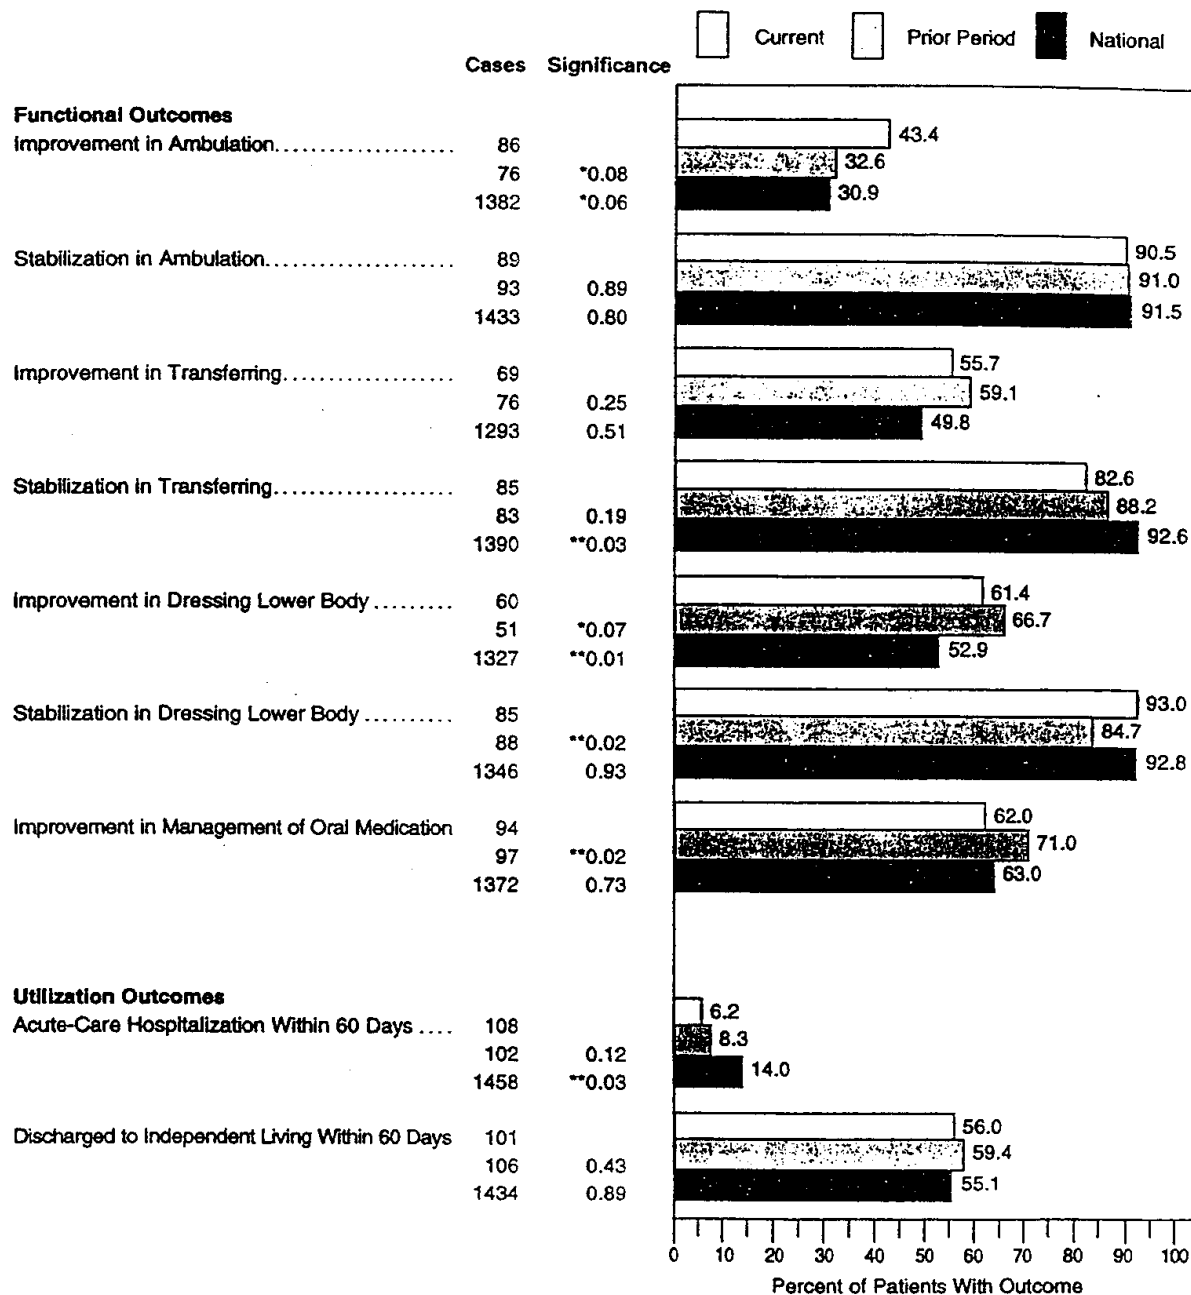 Current Prior Period National
Cases Significance
Functional Outcomes
Improvement in Ambulation.................... 86 43.4
76 *0.08 32.6
1382 *0.06 30.9
Stabilization in Ambulation..................... 89 90.5
93 0.89 91.0
1433 0.80 91.5
Improvement in Transferring................... 69 55.7
76 0.25 59.1
1293 0.51 49.8
Stabilization in Transferring.................... 85 82.6
83 0.19 88.2
1390 **0.03 92.6
Improvement in Dressing Lower Body ......... 60 61.4
51 *0.07 66.7
1327 **0.01 52.9
Stabilization in Dressing Lower Body .......... 85 93.0
88 **0.02 84.7
1346 0.93 92.8
Improvement in Management of Oral Medication 94 62.0
97 **0.02 71.0
1372 0.73 63.0
Utilization Outcomes
Acute-Care Hospitalization Within 60 Days .... 108 6.2
102 0.12 8.3
1458 **0.03 14.0
Discharged to Independent Living Within 60 Days 101 56.0
106 0.43 59.4
1434 0.89 55.1
0 10 20 30 40 50 60 70 80 90 100
Percent of Patients With Outcome